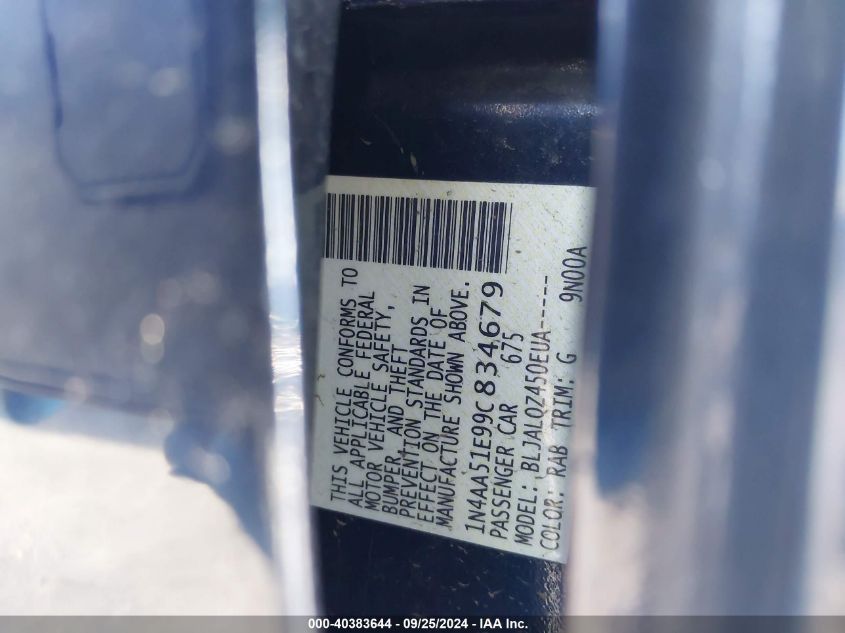 THIS VEHICLE CONFORMS TO
ALL APPLICABLE FEDERAL
MOTOR VEHICLE SAFETY,
BUMPER, AND THEFT
PREVENTION STANDARDS IN
EFFECT ON THE DATE OF
MANUFACTURE SHOWN ABOVE.
1N4AA51E99C834679
PASSENGER CAR 675
MODEL: BLJALQZ450EUA-----
COLOR: RAB TRIM: G 9N00A
000-40383644 - 09/25/2024 - IAA Inc.